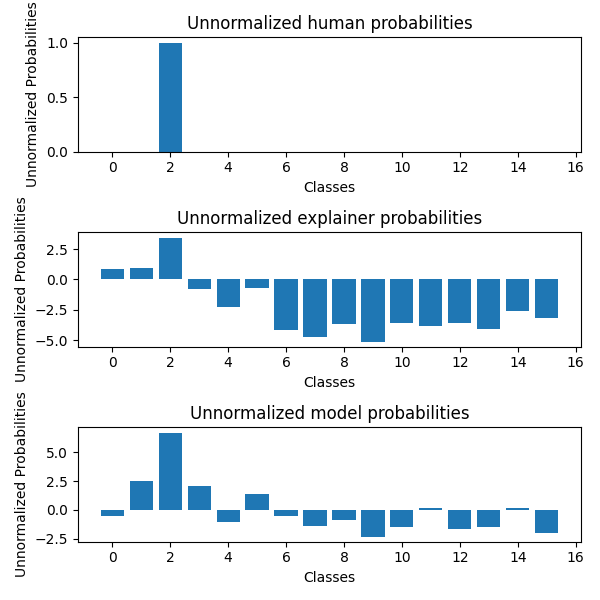 Unnormalized human probabilities
Unnormalized Probabilities
1.0
0.5
0.0
0 2 4 6 8 10 12 14 16
Classes
Unnormalized explainer probabilities
Unnormalized Probabilities
2.5
0.0
−2.5
−5.0
0 2 4 6 8 10 12 14 16
Classes
Unnormalized model probabilities
Unnormalized Probabilities
5.0
2.5
0.0
−2.5
0 2 4 6 8 10 12 14 16
Classes